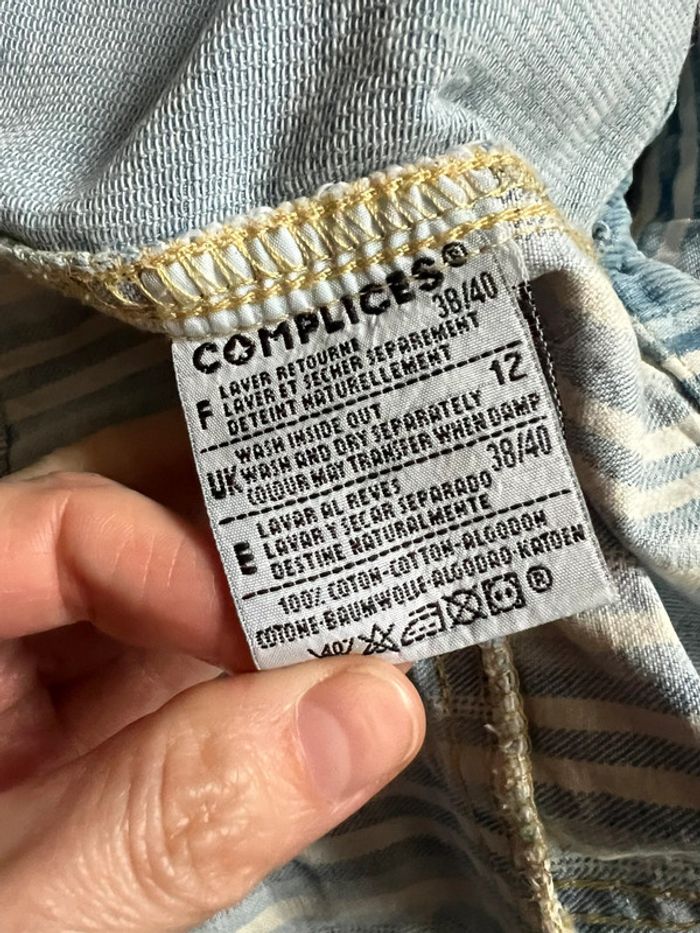 COMPLICES®
38/40
F LAVER RETOURNE
LAVER ET SECHER SEPAREMENT
DETEINT NATURELLEMENT
12
UK WASH INSIDE OUT
WASH AND DRY SEPARATELY
COLOUR MAY TRANSFER WHEN DAMP
38/40
E LAVAR AL REVES
LAVAR Y SECAR SEPARADO
DESTINE NATURALMENTE
100% COTON-COTTON-ALGODON
COTONE-BAUMWOLLE-ALGODAO-KATOEN
40° ®